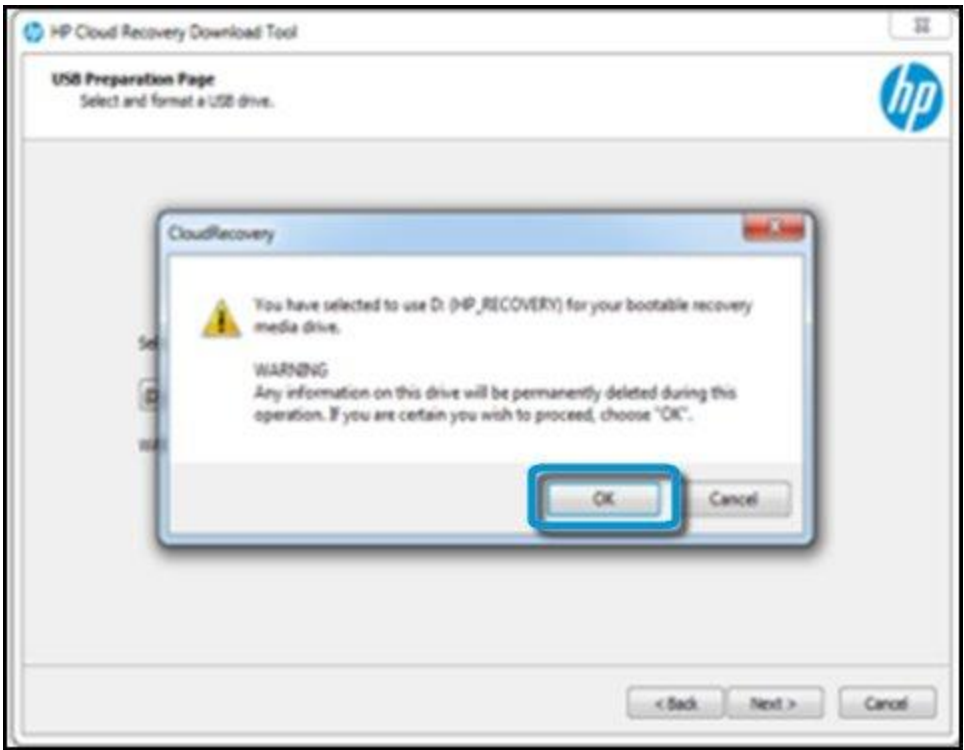 HP Cloud Recovery Download Tool
USB Preparation Page
Select and format a USB drive.
hp
CloudRecovery
You have selected to use D: (HP_RECOVERY) for your bootable recovery
media drive.
WARNING
Any information on this drive will be permanently deleted during this
operation. If you are certain you wish to proceed, choose "OK".
OK
Cancel
< Back
Next >
Cancel